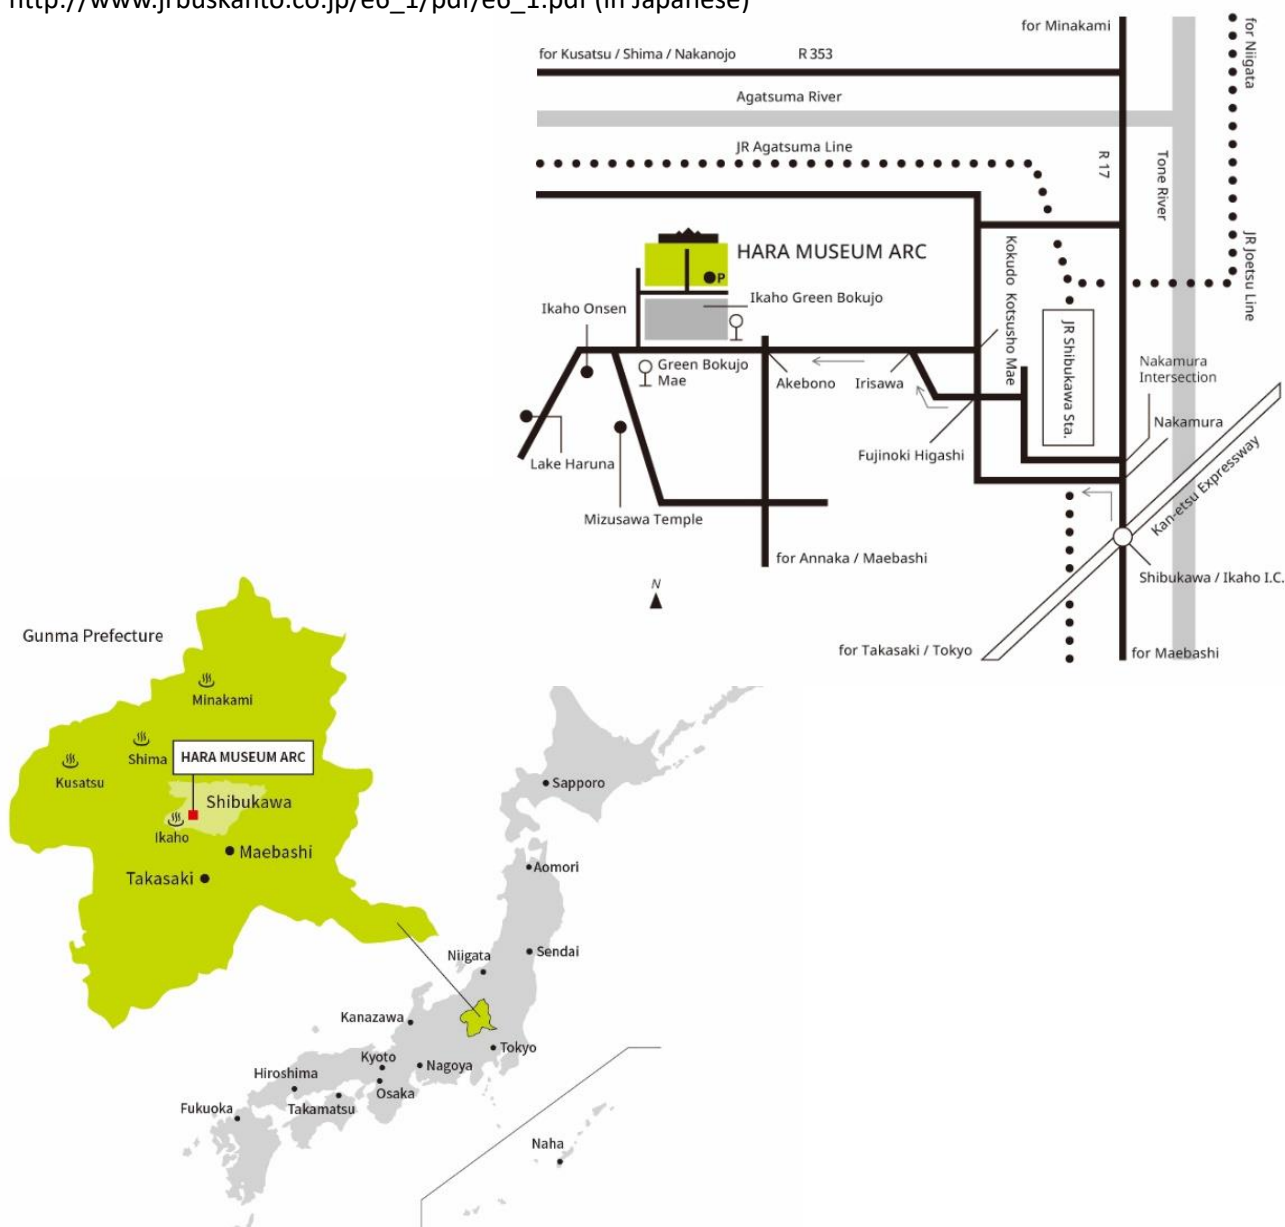 http://www.jrbuskanto.co.jp/e6_1/pdf/e6_1.pdf (in Japanese)
for Minakami
for Niigata
for Kusatsu / Shima / Nakanojo
R 353
Agatsuma River
JR Agatsuma Line
R 17
Tone River
JR Joetsu Line
HARA MUSEUM ARC
P
Kokudo Kotsusho Mae
Ikaho Green Bokujo
Ikaho Onsen
JR Shibukawa Sta.
Green Bokujo
Mae
Akebono
Irisawa
Nakamura
Intersection
Nakamura
Lake Haruna
Fujinoki Higashi
Kan-etsu Expressway
Mizusawa Temple
for Annaka / Maebashi
Shibukawa / Ikaho I.C.
N
for Takasaki / Tokyo
for Maebashi
Gunma Prefecture
Minakami
Shima
HARA MUSEUM ARC
Kusatsu
Shibukawa
Ikaho
Maebashi
Takasaki
Sapporo
Aomori
Sendai
Niigata
Kanazawa
Tokyo
Kyoto
Nagoya
Hiroshima
Osaka
Fukuoka
Takamatsu
Naha